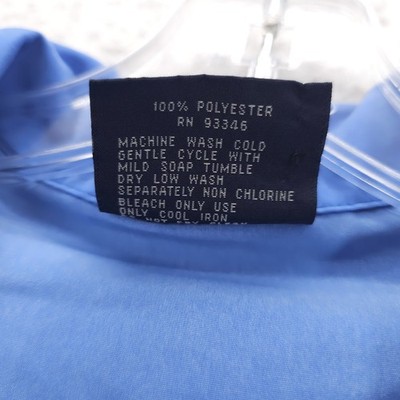 100% POLYESTER
RN 93346
MACHINE WASH COLD
GENTLE CYCLE WITH
MILD SOAP TUMBLE
DRY LOW WASH
SEPARATELY NON CHLORINE
BLEACH ONLY USE
ONLY COOL IRON